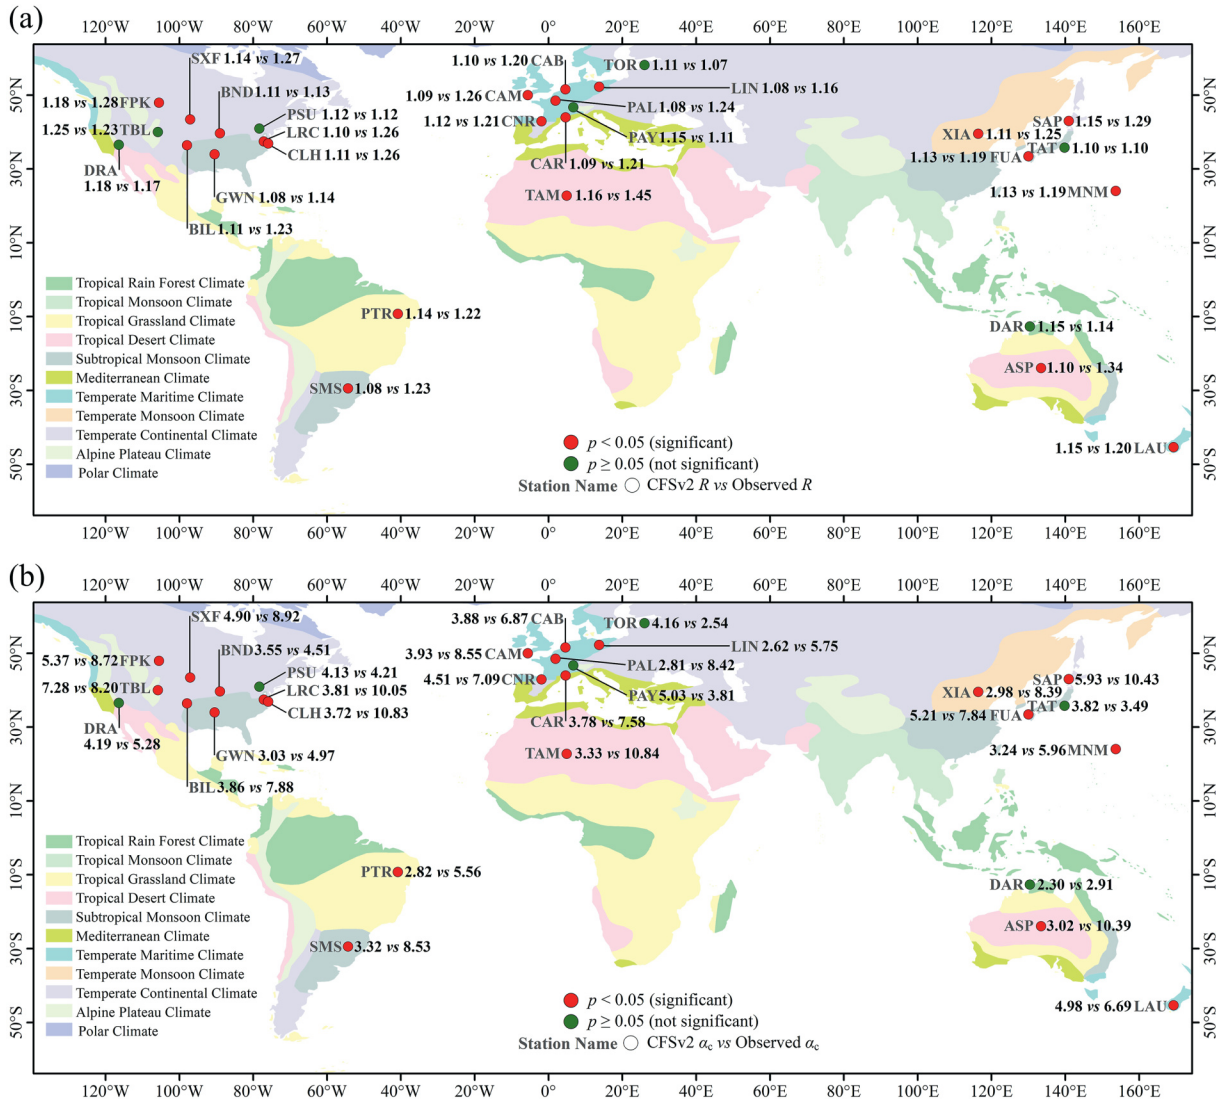 (a)
120°W 100°W 80°W 60°W 40°W 20°W 0° 20°E 40°E 60°E 80°E 100°E 120°E 140°E 160°E
SXF 1.14 vs 1.27
1.10 vs 1.20 CAB
TOR 1.11 vs 1.07
50°N
50°N
1.18 vs 1.28 FPK
BND 1.11 vs 1.13
1.09 vs 1.26 CAM
LIN 1.08 vs 1.16
PSU 1.12 vs 1.12
PAL 1.08 vs 1.24
SAP 1.15 vs 1.29
1.25 vs 1.23 TBL
LRC 1.10 vs 1.26
1.12 vs 1.21 CNR
PAY 1.15 vs 1.11
XIA 1.11 vs 1.25
TAT 1.10 vs 1.10
CLH 1.11 vs 1.26
1.13 vs 1.19 FUA
DRA
1.18 vs 1.17
CAR
1.09 vs 1.21
30°N
30°N
GWN 1.08 vs 1.14
TAM 1.16 vs 1.45
1.13 vs 1.19 MNM
BIL 1.11 vs 1.23
10°N
10°N
Tropical Rain Forest Climate
Tropical Monsoon Climate
Tropical Grassland Climate
Tropical Desert Climate
Subtropical Monsoon Climate
Mediterranean Climate
Temperate Maritime Climate
Temperate Monsoon Climate
Temperate Continental Climate
Alpine Plateau Climate
Polar Climate
10°S
10°S
PTR 1.14 vs 1.22
DAR 1.15 vs 1.14
SMS 1.08 vs 1.23
ASP 1.10 vs 1.34
30°S
30°S
p < 0.05 (significant)
1.15 vs 1.20 LAU
p ≥ 0.05 (not significant)
50°S
50°S
Station Name CFSv2 R vs Observed R
120°W 100°W 80°W 60°W 40°W 20°W 0° 20°E 40°E 60°E 80°E 100°E 120°E 140°E 160°E
(b)
120°W 100°W 80°W 60°W 40°W 20°W 0° 20°E 40°E 60°E 80°E 100°E 120°E 140°E 160°E
SXF 4.90 vs 8.92
3.88 vs 6.87 CAB
TOR 4.16 vs 2.54
50°N
50°N
5.37 vs 8.72 FPK
BND 3.55 vs 4.51
3.93 vs 8.55 CAM
LIN 2.62 vs 5.75
PSU 4.13 vs 4.21
PAL 2.81 vs 8.42
SAP 5.93 vs 10.43
7.28 vs 8.20 TBL
LRC 3.81 vs 10.05
4.51 vs 7.09 CNR
PAY 5.03 vs 3.81
XIA 2.98 vs 8.39
TAT 3.82 vs 3.49
CLH 3.72 vs 10.83
5.21 vs 7.84 FUA
DRA
4.19 vs 5.28
CAR 3.78 vs 7.58
30°N
30°N
GWN 3.03 vs 4.97
TAM 3.33 vs 10.84
3.24 vs 5.96 MNM
BIL 3.86 vs 7.88
10°N
10°N
Tropical Rain Forest Climate
Tropical Monsoon Climate
Tropical Grassland Climate
Tropical Desert Climate
Subtropical Monsoon Climate
Mediterranean Climate
Temperate Maritime Climate
Temperate Monsoon Climate
Temperate Continental Climate
Alpine Plateau Climate
Polar Climate
10°S
10°S
PTR 2.82 vs 5.56
DAR 2.30 vs 2.91
SMS 3.32 vs 8.53
ASP 3.02 vs 10.39
30°S
30°S
p < 0.05 (significant)
4.98 vs 6.69 LAU
p ≥ 0.05 (not significant)
50°S
50°S
Station Name CFSv2 αc vs Observed αc
120°W 100°W 80°W 60°W 40°W 20°W 0° 20°E 40°E 60°E 80°E 100°E 120°E 140°E 160°E